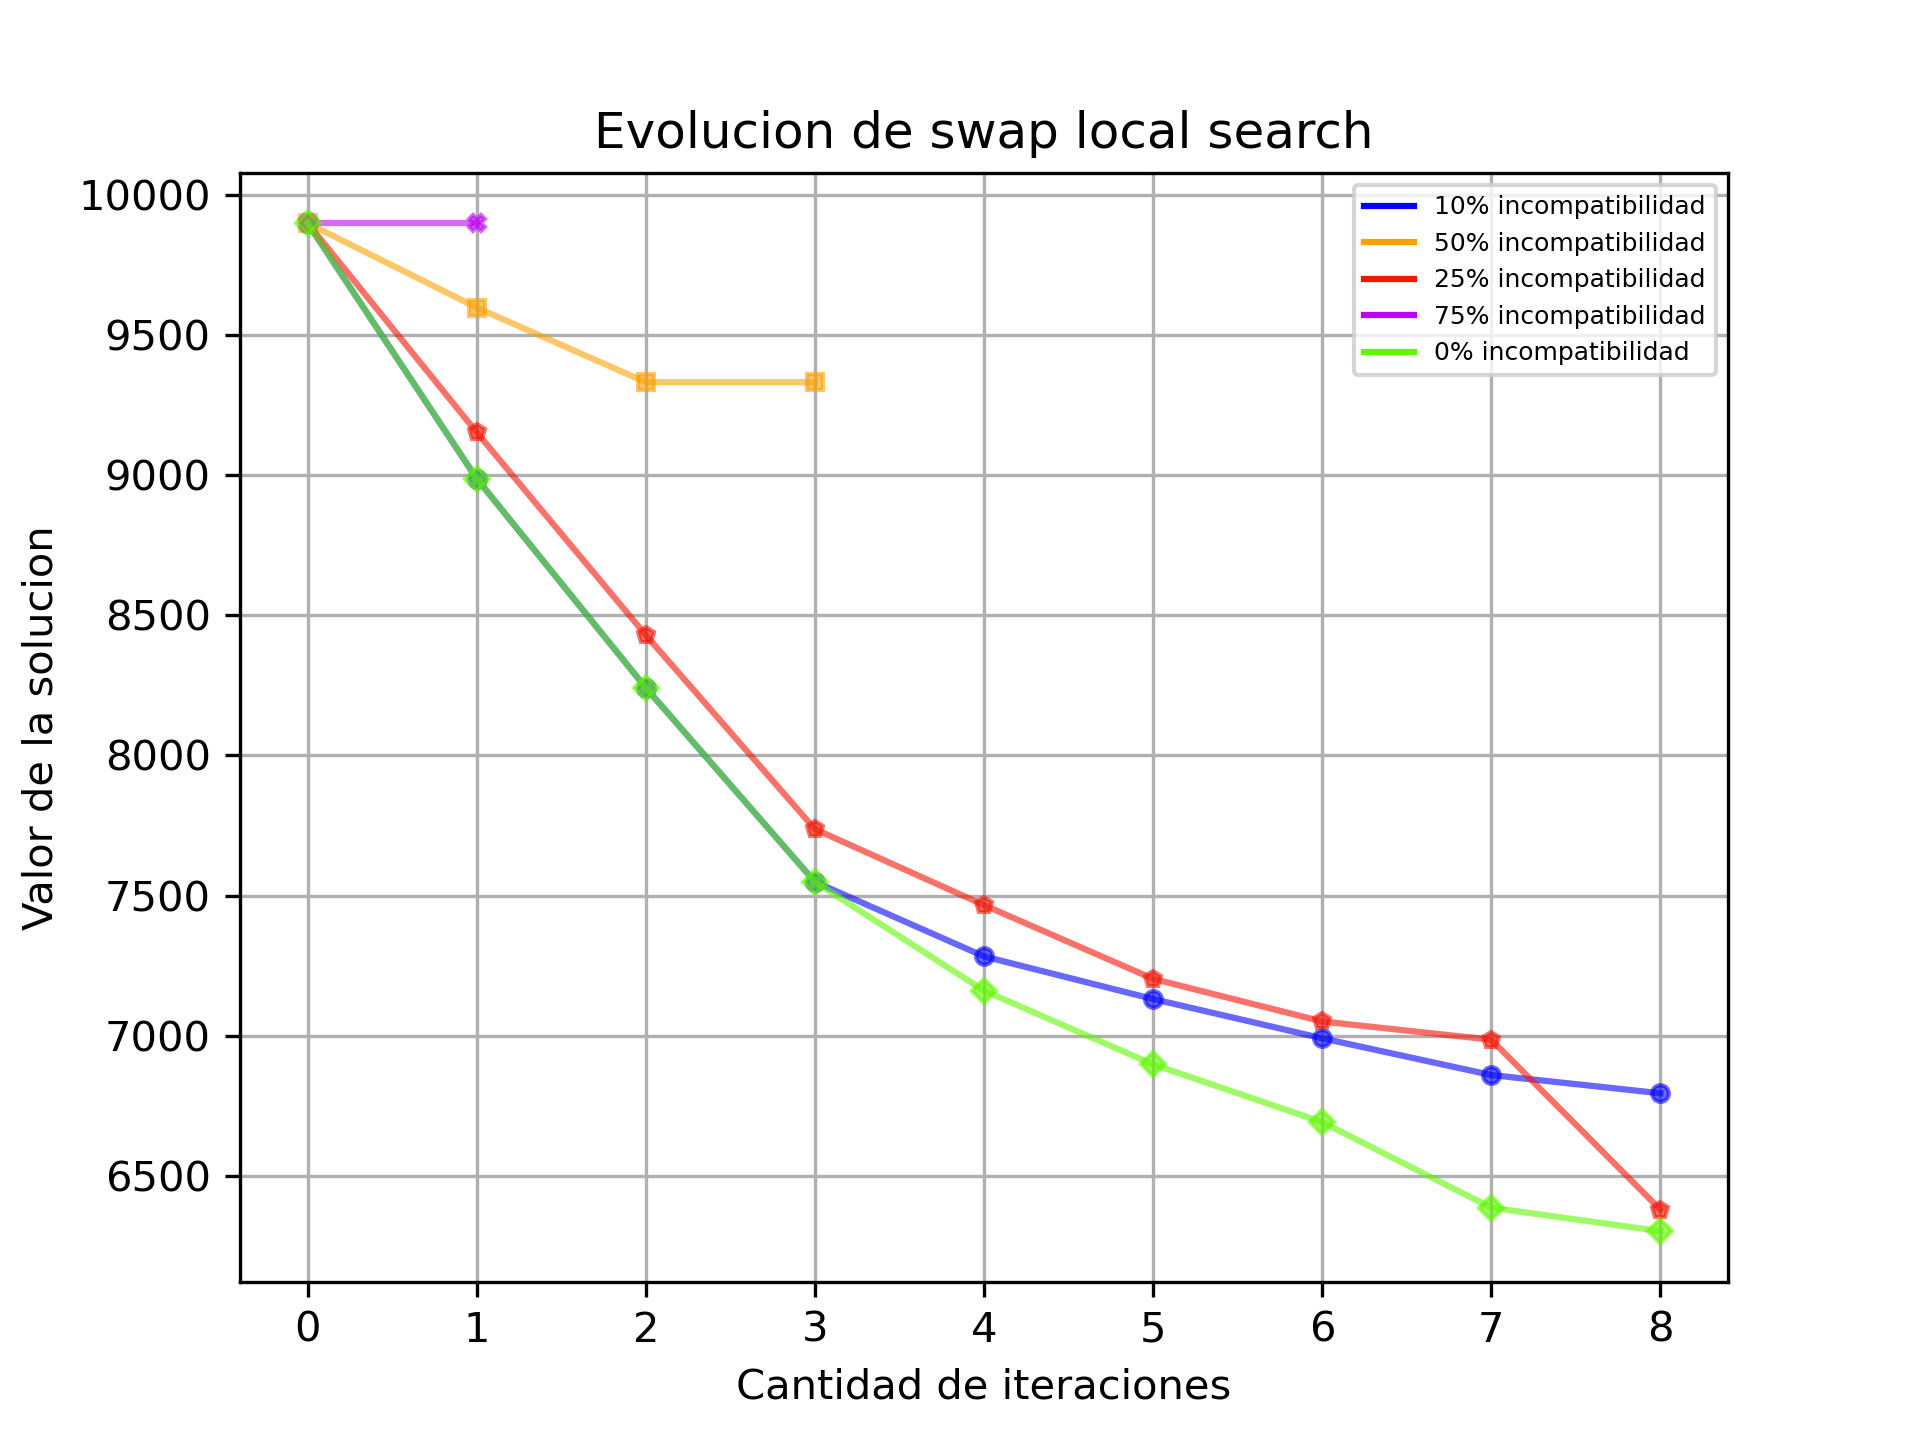 Evolucion de swap local search
10000
9500
9000
8500
8000
7500
7000
6500
Valor de la solucion
10% incompatibilidad
50% incompatibilidad
25% incompatibilidad
75% incompatibilidad
0% incompatibilidad
0 1 2 3 4 5 6 7 8
Cantidad de iteraciones